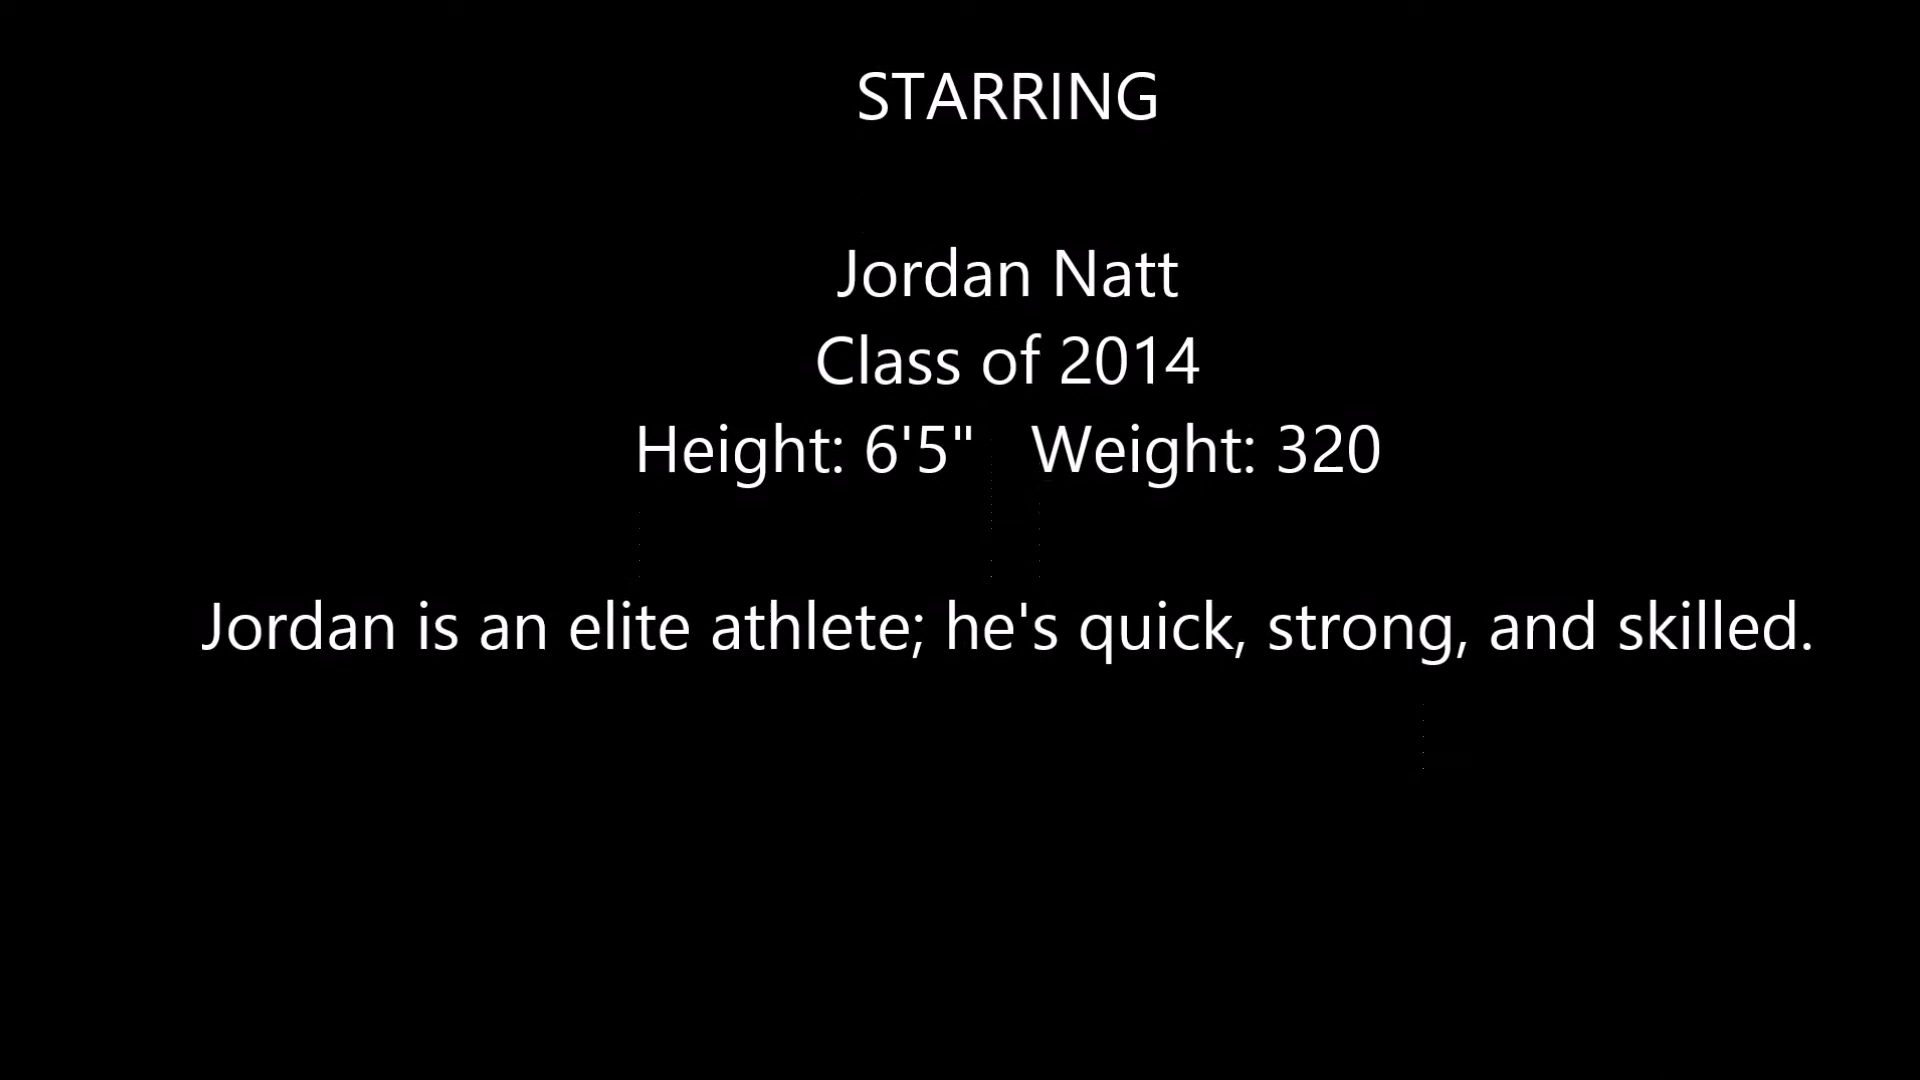 STARRING
Jordan Natt
Class of 2014
Height: 6'5" Weight: 320
Jordan is an elite athlete; he's quick, strong, and skilled.